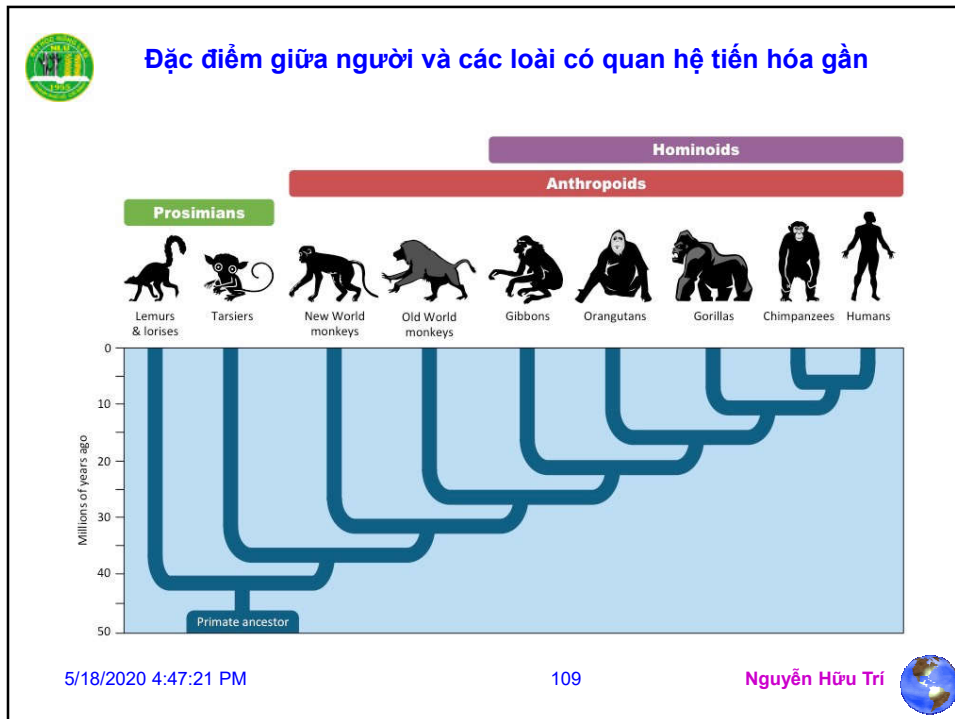 Đặc điểm giữa người và các loài có quan hệ tiến hóa gần
NLU
1955
Hominoids
Anthropoids
Prosimians
Lemurs
& lorises
Tarsiers
New World
monkeys
Old World
monkeys
Gibbons
Orangutans
Gorillas
Chimpanzees
Humans
Millions of years ago
0
10
20
30
40
50
Primate ancestor
5/18/2020 4:47:21 PM
109
Nguyễn Hữu Trí